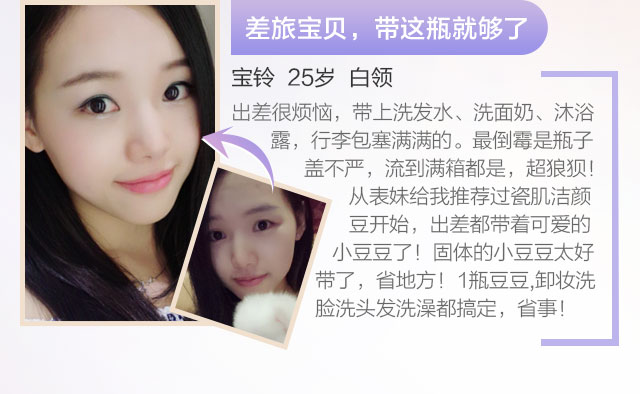 差旅宝贝，带这瓶就够了
宝铃 25岁 白领
出差很烦恼，带上洗发水、洗面奶、沐浴
露，行李包塞满满的。最倒霉是瓶子
盖不严，流到满箱都是，超狼狈！
从表妹给我推荐过瓷肌洁颜
豆开始，出差都带着可爱的
小豆豆了！固体的小豆豆太好
带了，省地方！1瓶豆豆,卸妆洗
脸洗头发洗澡都搞定，省事！